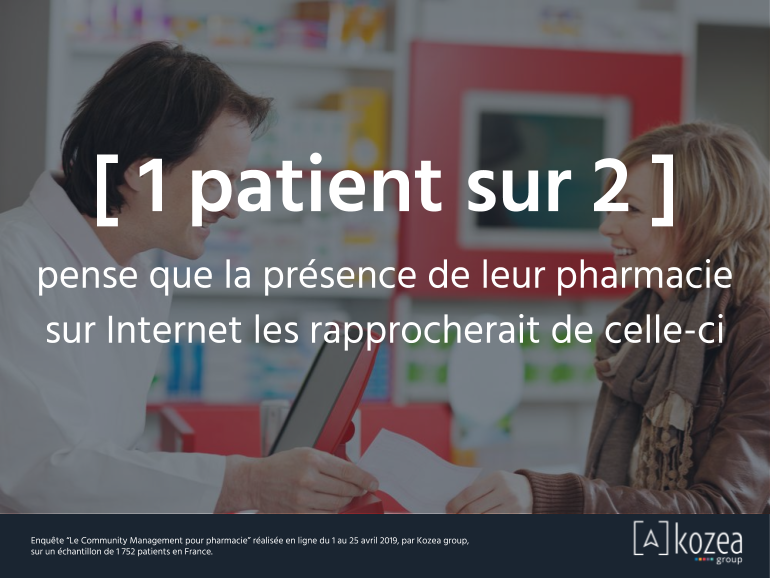 [ 1 patient sur 2 ]
pense que la présence de leur pharmacie
sur Internet les rapprocherait de celle-ci
Enquête “Le Community Management pour pharmacie” réalisée en ligne du 1 au 25 avril 2019, par Kozea group,
sur un échantillon de 1 752 patients en France.
[A] kozea
group